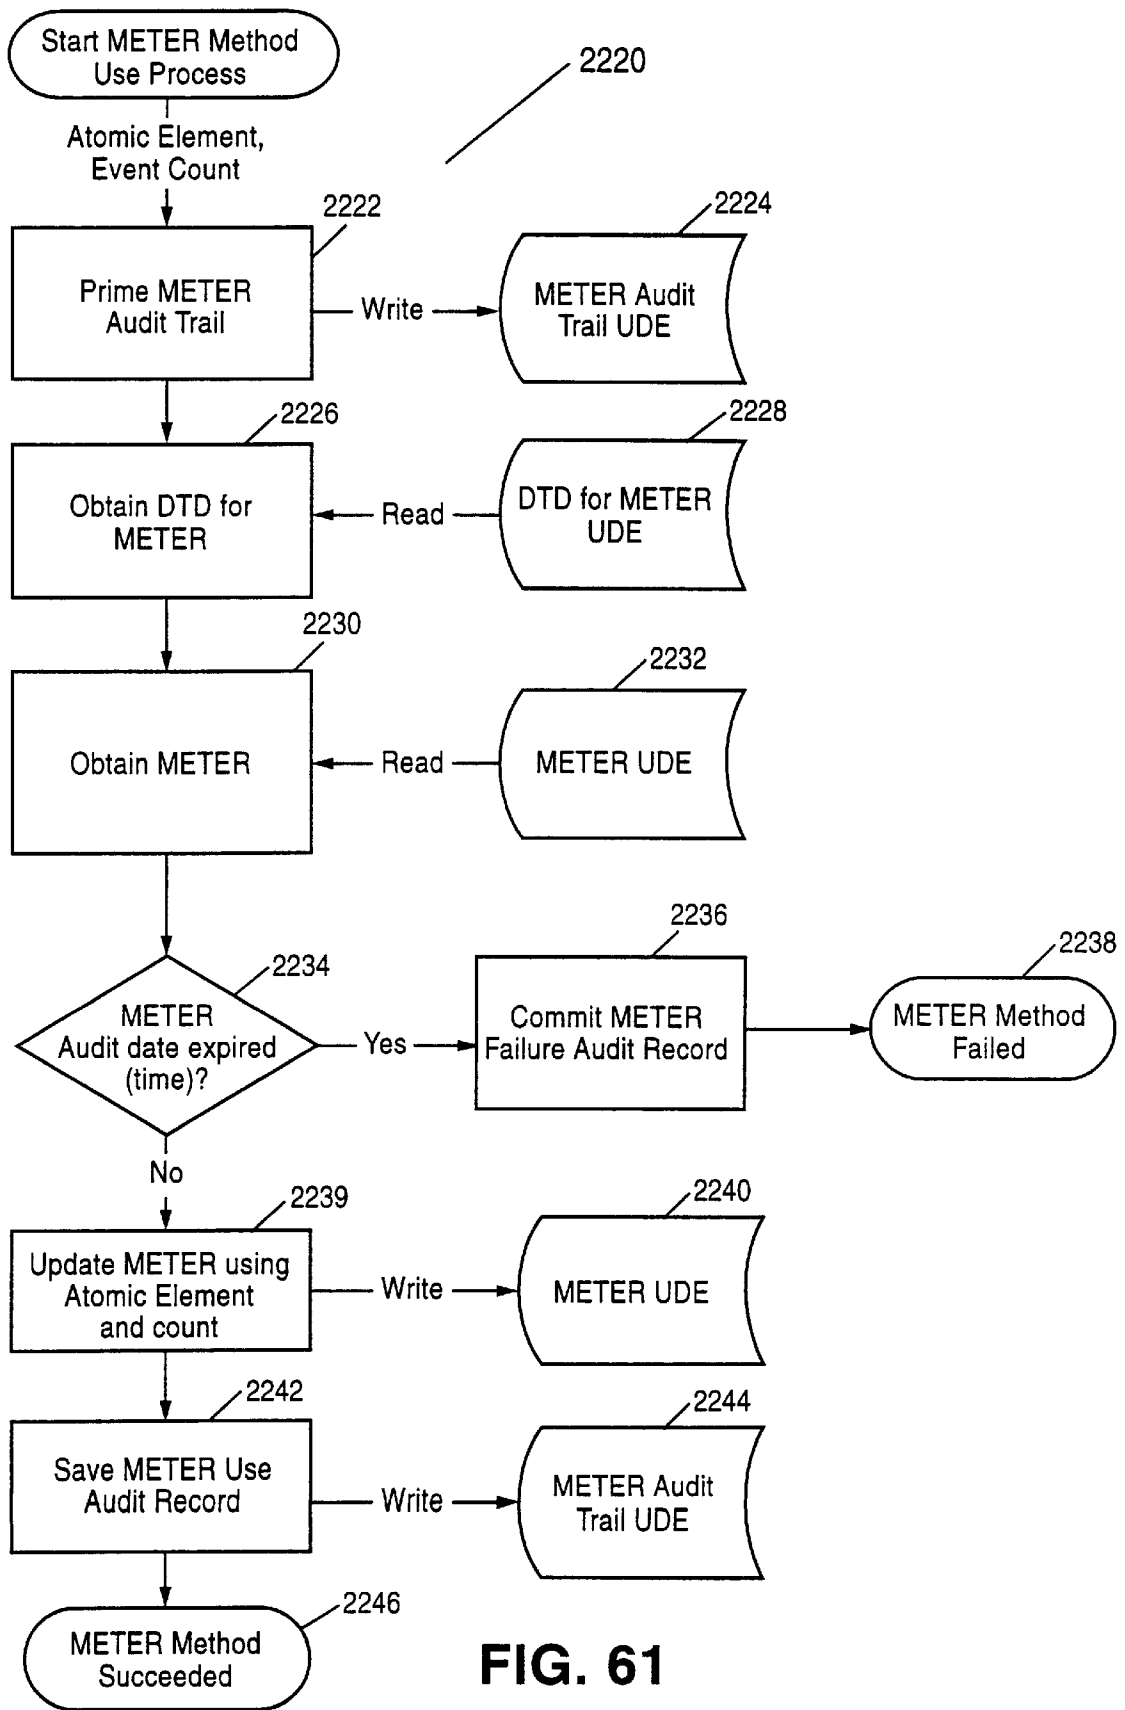 Start METER Method
Use Process
2220
Atomic Element,
Event Count
2222
2224
Prime METER
Audit Trail
Write
METER Audit
Trail UDE
2226
2228
Obtain DTD for
METER
Read
DTD for METER
UDE
2230
2232
Obtain METER
Read
METER UDE
2234
2236
2238
METER
Audit date expired
(time)?
Yes
Commit METER
Failure Audit Record
METER Method
Failed
No
2239
2240
Update METER using
Atomic Element
and count
Write
METER UDE
2242
2244
Save METER Use
Audit Record
Write
METER Audit
Trail UDE
2246
METER Method
Succeeded
FIG. 61